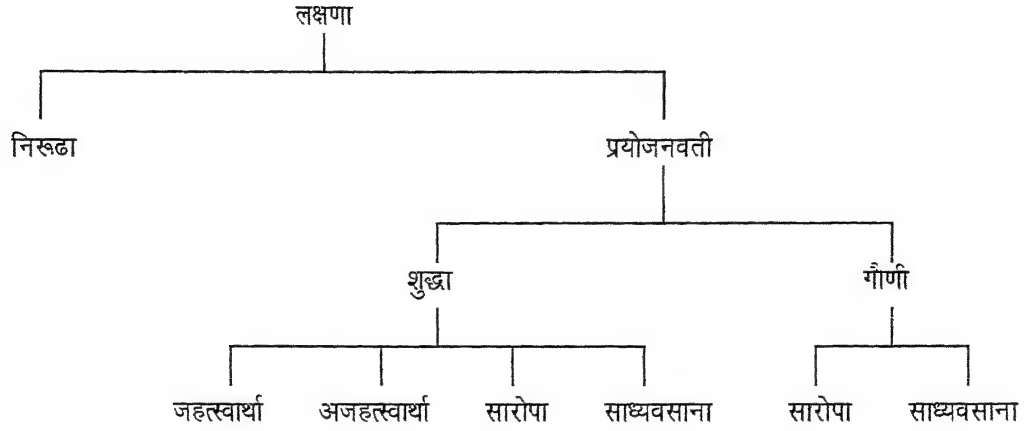 लक्षणा
निरूढा प्रयोजनवती
शुद्धा गौणी
जहत्स्वार्था अजहत्स्वार्था सारोपा साध्यवसाना सारोपा साध्यवसाना